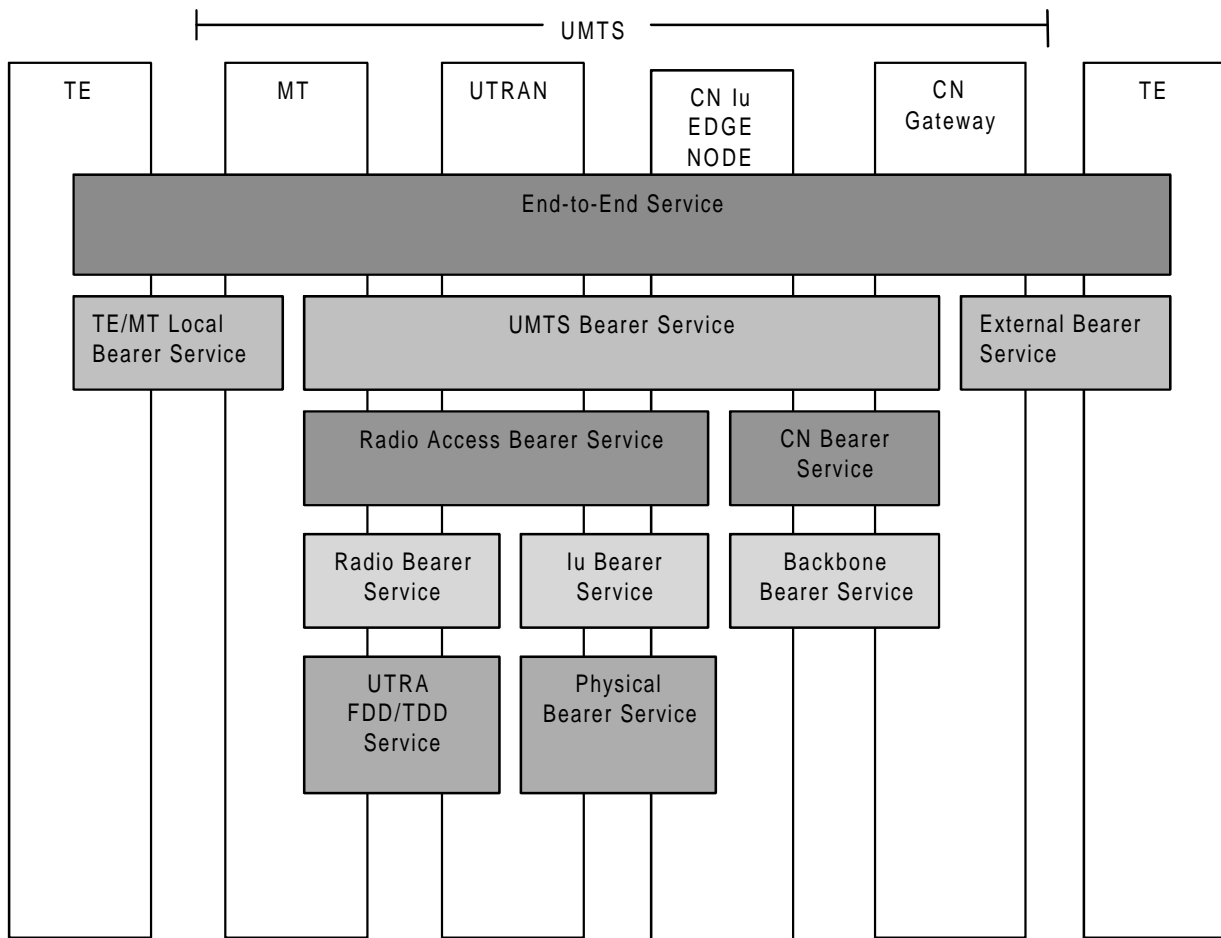 UMTS
TE
MT
UTRAN
CN Iu
EDGE
NODE
CN
Gateway
TE
End-to-End Service
TE/MT Local
Bearer Service
UMTS Bearer Service
External Bearer
Service
Radio Access Bearer Service
CN Bearer
Service
Radio Bearer
Service
Iu Bearer
Service
Backbone
Bearer Service
UTRA
FDD/TDD
Service
Physical
Bearer Service